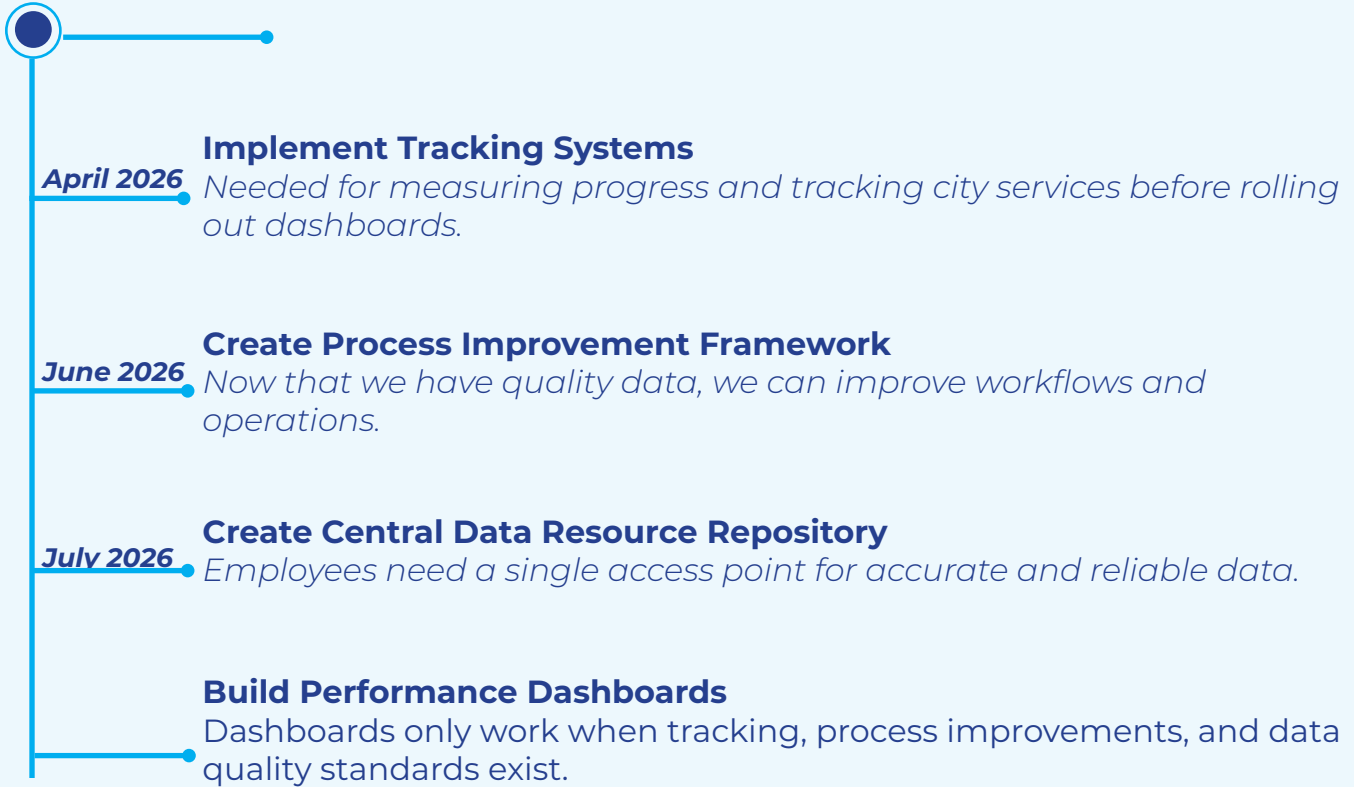 Implement Tracking Systems
April 2026
Needed for measuring progress and tracking city services before rolling
out dashboards.
Create Process Improvement Framework
June 2026
Now that we have quality data, we can improve workflows and
operations.
Create Central Data Resource Repository
July 2026
Employees need a single access point for accurate and reliable data.
Build Performance Dashboards
Dashboards only work when tracking, process improvements, and data
quality standards exist.